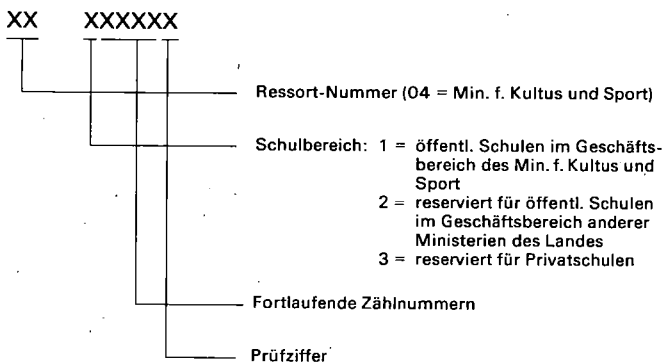 XX XXXXXX
Ressort-Nummer (04 = Min. f. Kultus und Sport)
Schulbereich: 1 = öffentl. Schulen im Geschäfts-
bereich des Min. f. Kultus und
Sport
2 = reserviert für öffentl. Schulen
im Geschäftsbereich anderer
Ministerien des Landes
3 = reserviert für Privatschulen
Fortlaufende Zählnummern
Prüfziffer